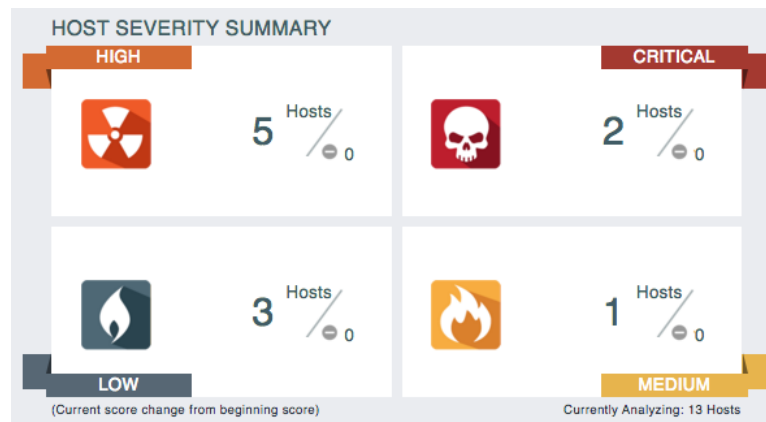 HOST SEVERITY SUMMARY
HIGH
5 Hosts
0
CRITICAL
2 Hosts
0
3 Hosts
0
LOW
1 Hosts
0
MEDIUM
(Current score change from beginning score)
Currently Analyzing: 13 Hosts